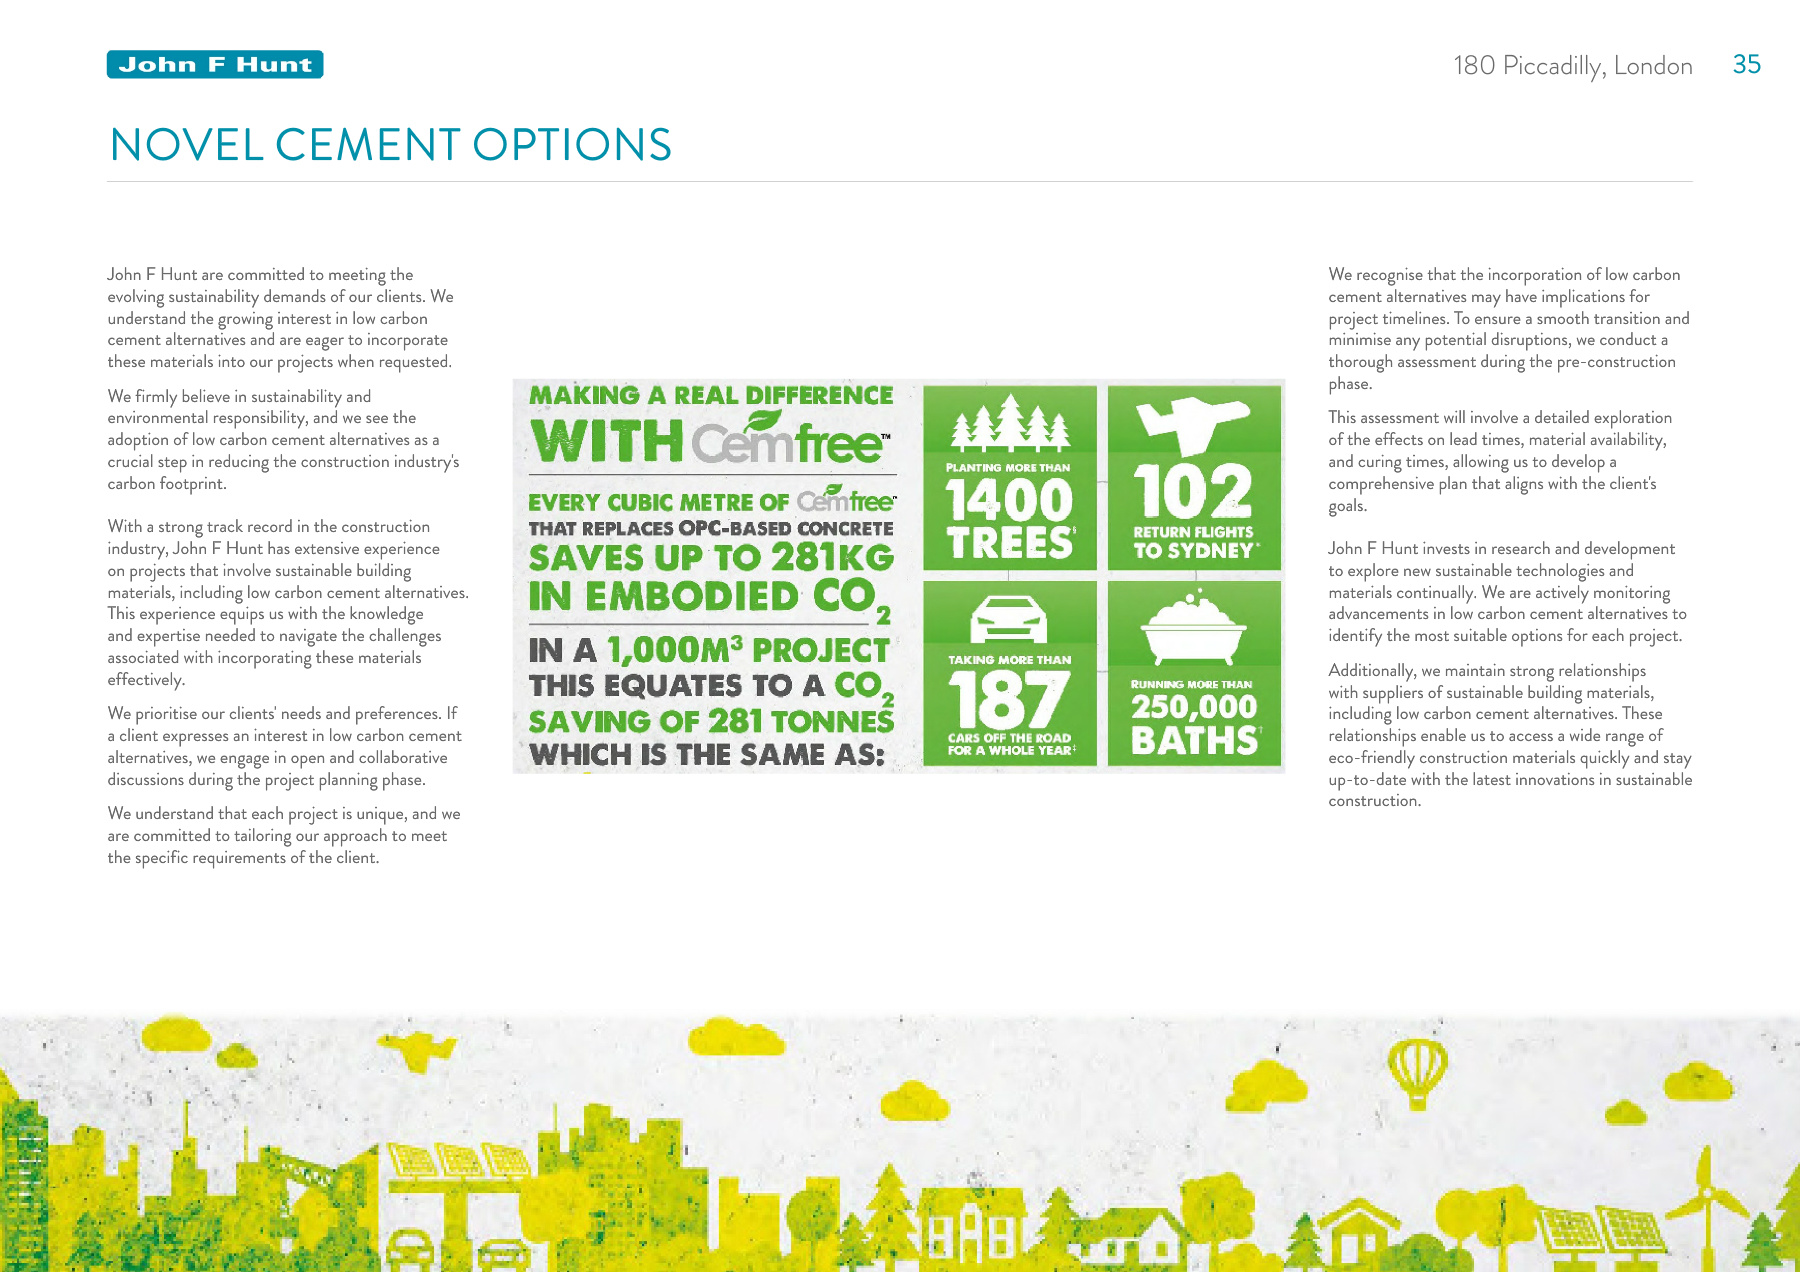 John F Hunt
180 Piccadilly, London 35
NOVEL CEMENT OPTIONS
John F Hunt are committed to meeting the
evolving sustainability demands of our clients. We
understand the growing interest in low carbon
cement alternatives and are eager to incorporate
these materials into our projects when requested.
We firmly believe in sustainability and
environmental responsibility, and we see the
adoption of low carbon cement alternatives as a
crucial step in reducing the construction industry's
carbon footprint.
With a strong track record in the construction
industry, John F Hunt has extensive experience
on projects that involve sustainable building
materials, including low carbon cement alternatives.
This experience equips us with the knowledge
and expertise needed to navigate the challenges
associated with incorporating these materials
effectively.
We prioritise our clients' needs and preferences. If
a client expresses an interest in low carbon cement
alternatives, we engage in open and collaborative
discussions during the project planning phase.
We understand that each project is unique, and we
are committed to tailoring our approach to meet
the specific requirements of the client.
MAKING A REAL DIFFERENCE
WITH Cemfree™
EVERY CUBIC METRE OF Cemfree™
THAT REPLACES OPC-BASED CONCRETE
SAVES UP TO 281KG
IN EMBODIED CO2
IN A 1,000M³ PROJECT
THIS EQUATES TO A CO2
SAVING OF 281 TONNES
WHICH IS THE SAME AS:
PLANTING MORE THAN
1400
TREES§
102
RETURN FLIGHTS
TO SYDNEY*
TAKING MORE THAN
187
CARS OFF THE ROAD
FOR A WHOLE YEAR‡
RUNNING MORE THAN
250,000
BATHS†
We recognise that the incorporation of low carbon
cement alternatives may have implications for
project timelines. To ensure a smooth transition and
minimise any potential disruptions, we conduct a
thorough assessment during the pre-construction
phase.
This assessment will involve a detailed exploration
of the effects on lead times, material availability,
and curing times, allowing us to develop a
comprehensive plan that aligns with the client's
goals.
John F Hunt invests in research and development
to explore new sustainable technologies and
materials continually. We are actively monitoring
advancements in low carbon cement alternatives to
identify the most suitable options for each project.
Additionally, we maintain strong relationships
with suppliers of sustainable building materials,
including low carbon cement alternatives. These
relationships enable us to access a wide range of
eco-friendly construction materials quickly and stay
up-to-date with the latest innovations in sustainable
construction.